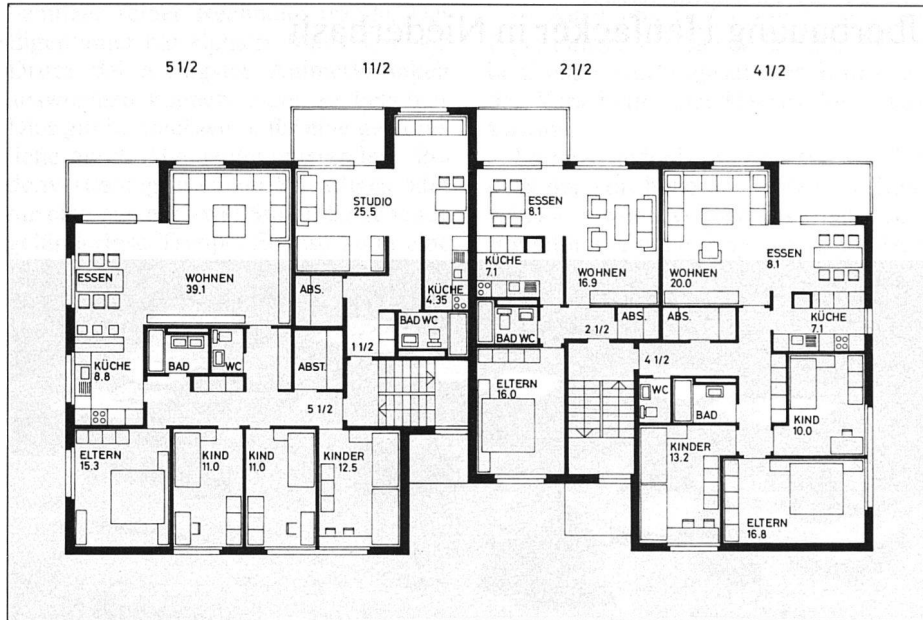 5 1/2
1 1/2
2 1/2
4 1/2
STUDIO
25.5
ESSEN
8.1
ESSEN
8.1
ESSEN
WOHNEN
39.1
KÜCHE
7.1
WOHNEN
16.9
WOHNEN
20.0
ABS.
KÜCHE
4.35
KÜCHE
7.1
BAD WC
BAD WC
2 1/2
ABS.
ABS.
1 1/2
KÜCHE
8.8
BAD
WC
ABST.
4 1/2
ELTERN
16.0
WC
BAD
KIND
10.0
5 1/2
ELTERN
15.3
KIND
11.0
KIND
11.0
KINDER
12.5
KINDER
13.2
ELTERN
16.8